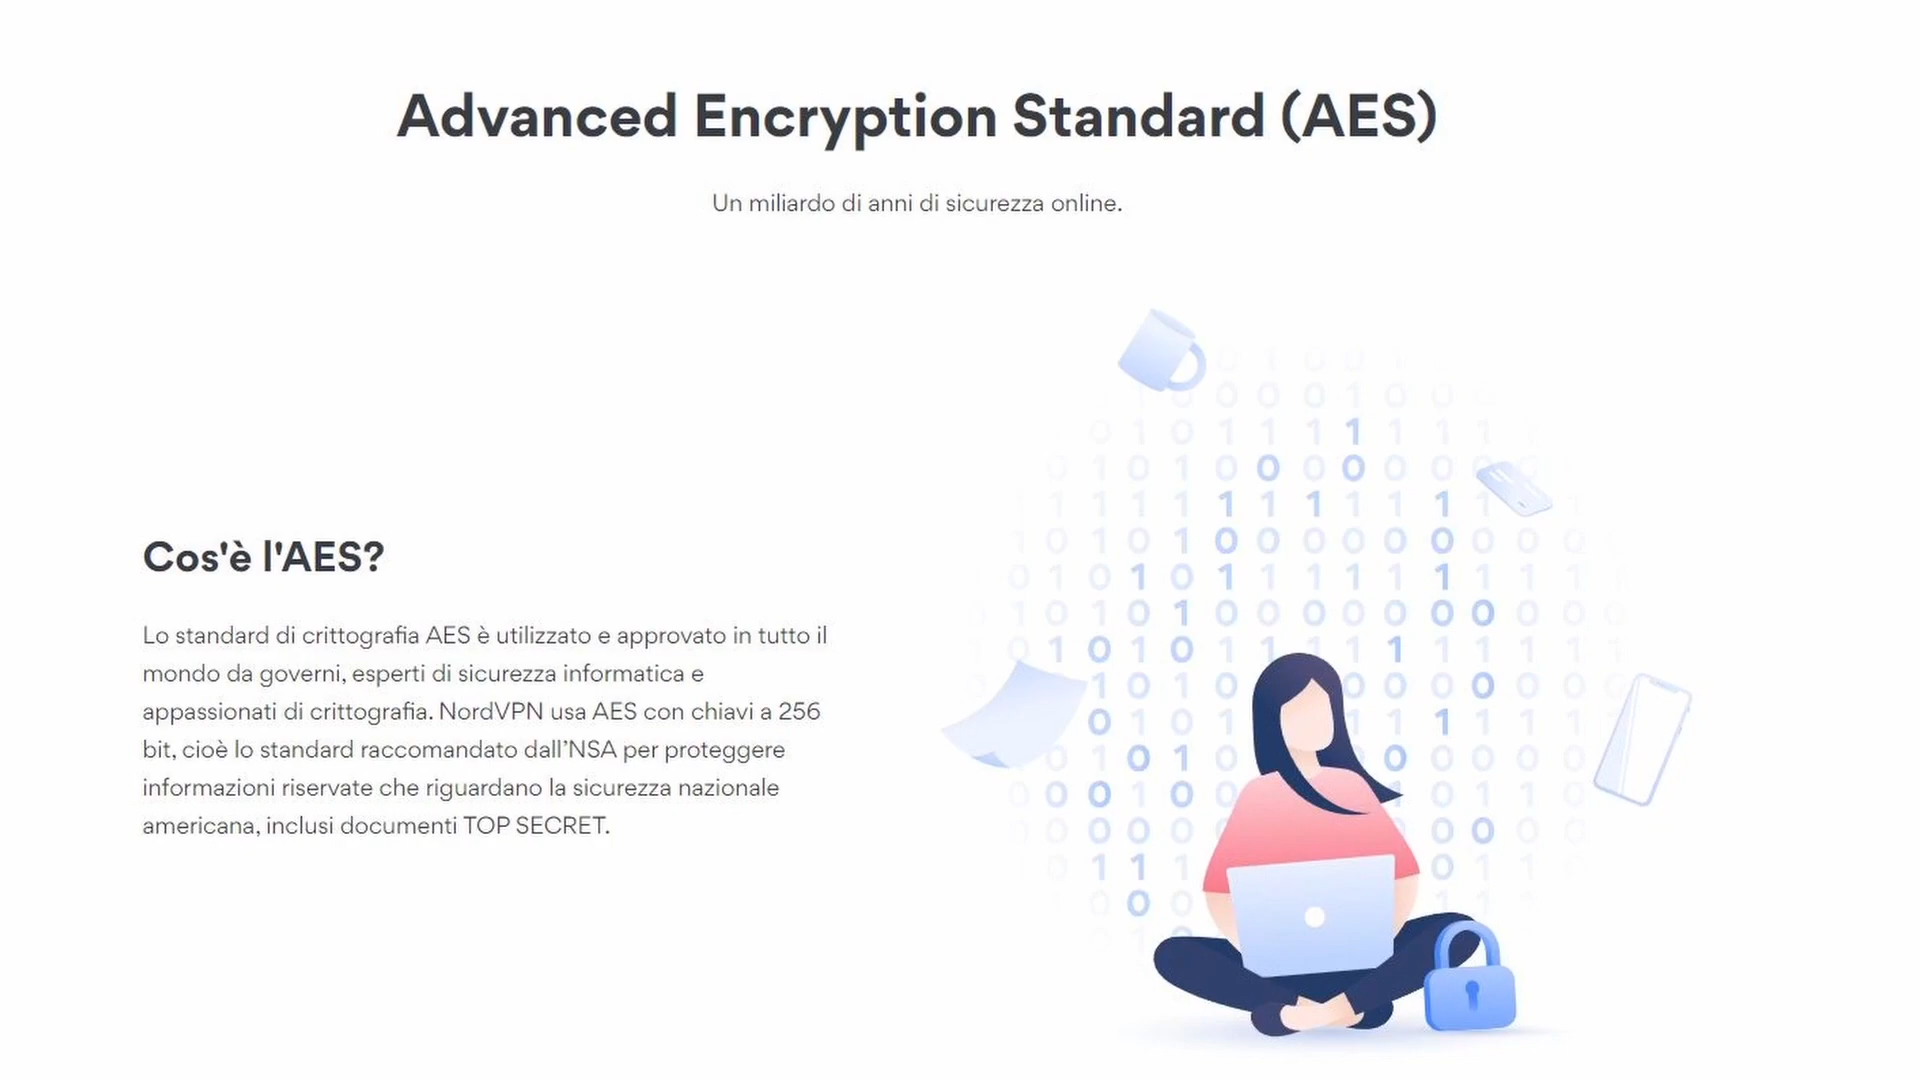 Advanced Encryption Standard (AES)
Un miliardo di anni di sicurezza online.
Cos'è l'AES?
Lo standard di crittografia AES è utilizzato e approvato in tutto il
mondo da governi, esperti di sicurezza informatica e
appassionati di crittografia. NordVPN usa AES con chiavi a 256
bit, cioè lo standard raccomandato dall’NSA per proteggere
informazioni riservate che riguardano la sicurezza nazionale
americana, inclusi documenti TOP SECRET.